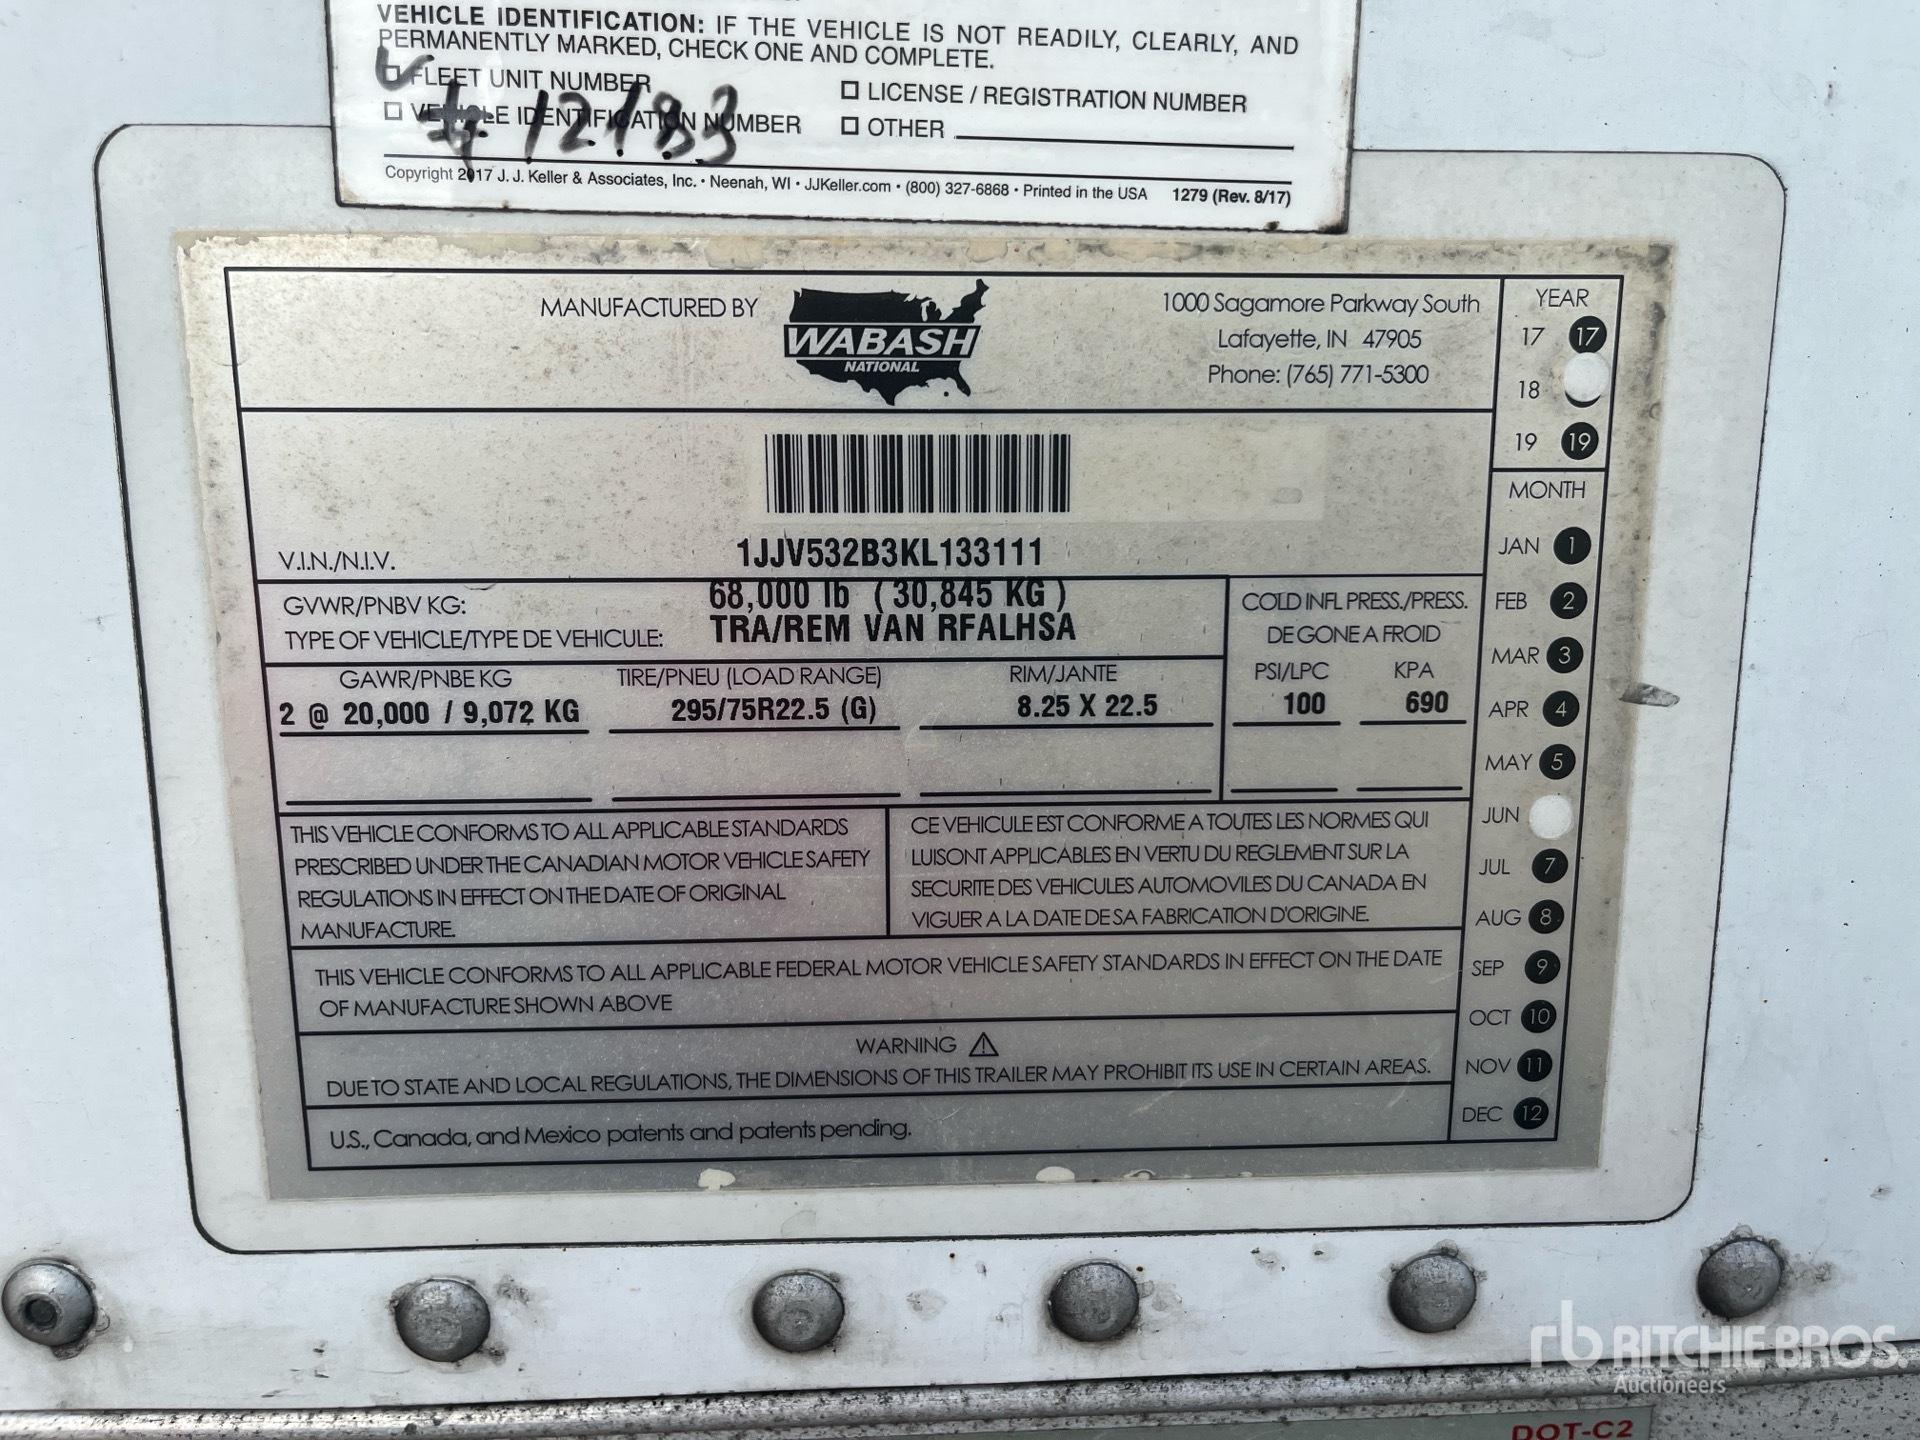 VEHICLE IDENTIFICATION: IF THE VEHICLE IS NOT READILY, CLEARLY, AND
PERMANENTLY MARKED, CHECK ONE AND COMPLETE.
FLEET UNIT NUMBER
LICENSE / REGISTRATION NUMBER
VEHICLE IDENTIFICATION NUMBER
OTHER
# 12183
Copyright 2017 J. J. Keller & Associates, Inc. • Neenah, WI • JJKeller.com • (800) 327-6868 • Printed in the USA 1279 (Rev. 8/17)
MANUFACTURED BY
WABASH
NATIONAL
1000 Sagamore Parkway South
Lafayette, IN 47905
Phone: (765) 771-5300
YEAR
17 17
18
19 19
V.I.N./N.I.V. 1JJV532B3KL133111
GVWR/PNBV KG: 68,000 lb ( 30,845 KG )
TYPE OF VEHICLE/TYPE DE VEHICULE: TRA/REM VAN RFALHSA
COLD INFL PRESS./PRESS.
DE GONE A FROID
GAWR/PNBE KG TIRE/PNEU (LOAD RANGE) RIM/JANTE PSI/LPC KPA
2 @ 20,000 / 9,072 KG 295/75R22.5 (G) 8.25 X 22.5 100 690
THIS VEHICLE CONFORMS TO ALL APPLICABLE STANDARDS
PRESCRIBED UNDER THE CANADIAN MOTOR VEHICLE SAFETY
REGULATIONS IN EFFECT ON THE DATE OF ORIGINAL
MANUFACTURE.
CE VEHICULE EST CONFORME A TOUTES LES NORMES QUI
LUISONT APPLICABLES EN VERTU DU REGLEMENT SUR LA
SECURITE DES VEHICULES AUTOMOVILES DU CANADA EN
VIGUER A LA DATE DE SA FABRICATION D'ORIGINE.
THIS VEHICLE CONFORMS TO ALL APPLICABLE FEDERAL MOTOR VEHICLE SAFETY STANDARDS IN EFFECT ON THE DATE
OF MANUFACTURE SHOWN ABOVE
WARNING
DUE TO STATE AND LOCAL REGULATIONS, THE DIMENSIONS OF THIS TRAILER MAY PROHIBIT ITS USE IN CERTAIN AREAS.
U.S., Canada, and Mexico patents and patents pending.
MONTH
JAN 1
FEB 2
MAR 3
APR 4
MAY 5
JUN
JUL 7
AUG 8
SEP 9
OCT 10
NOV 11
DEC 12
rb RITCHIE BROS.
Auctioneers
DOT-C2